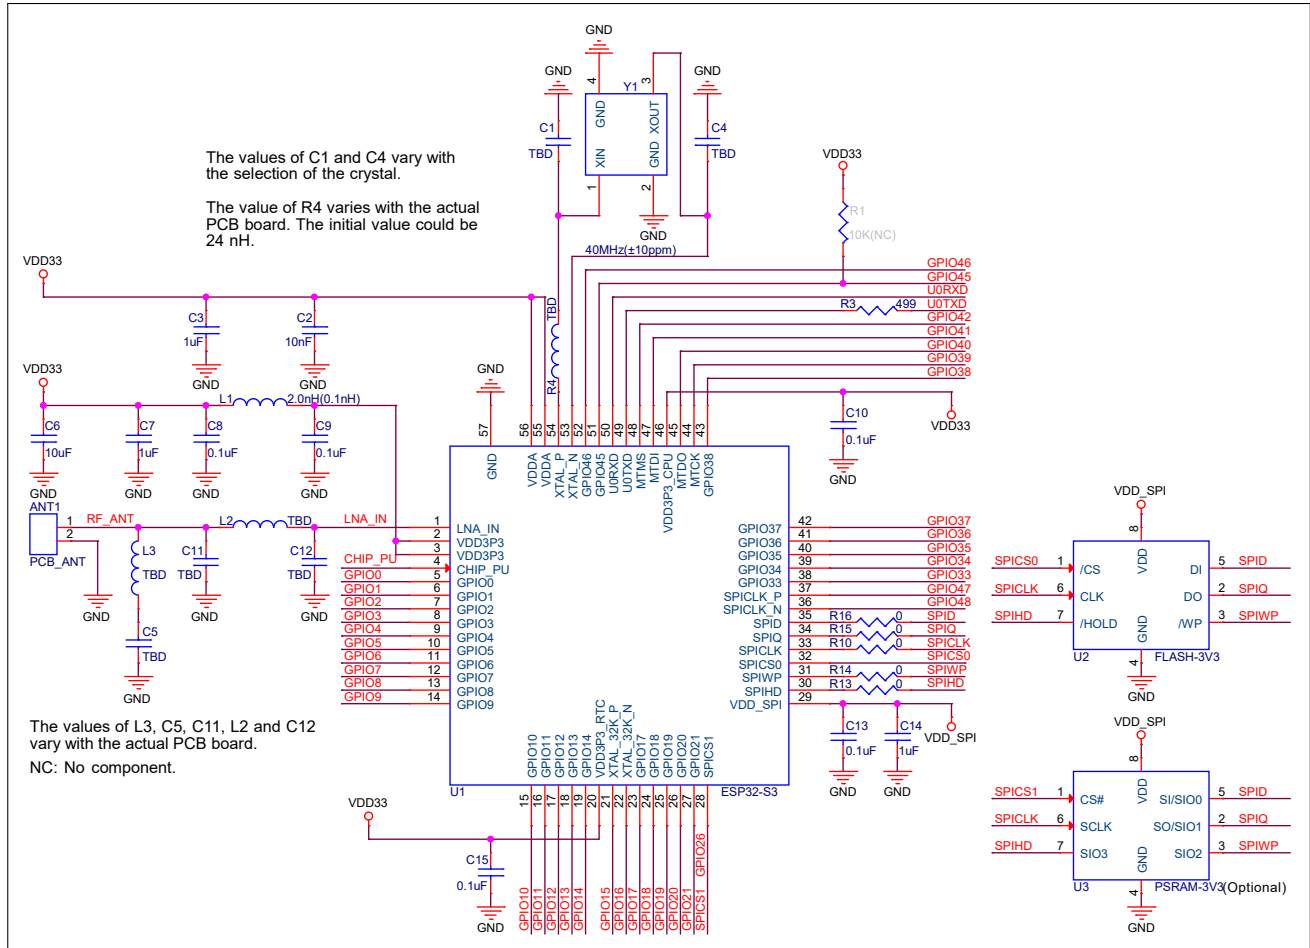 GND
4
3
GND
GND
Y1
GND
XOUT
C1
TBD
C4
TBD
XIN
GND
1
2
GND
The values of C1 and C4 vary with
the selection of the crystal.
The value of R4 varies with the actual
PCB board. The initial value could be
24 nH.
40MHz(±10ppm)
VDD33
R1
10K(NC)
GPIO46
GPIO45
U0RXD
R3 499 U0TXD
GPIO42
GPIO41
GPIO40
GPIO39
GPIO38
VDD33
C3
1uF
C2
10nF
GND
GND
TBD
R4
GND
VDD33
L1 2.0nH(0.1nH)
C6
10uF
C7
1uF
C8
0.1uF
C9
0.1uF
GND
GND
GND
GND
C10
0.1uF
GND
VDD33
57
56
55
54
53
52
51
50
49
48
47
46
45
44
43
GND
VDDA
VDDA
XTAL_P
XTAL_N
GPIO46
GPIO45
U0RXD
U0TXD
MTMS
MTDI
VDD3P3_CPU
MTDO
MTCK
GPIO38
ANT1
1
2
PCB_ANT
RF_ANT
L2 TBD
LNA_IN
L3
TBD
C11
TBD
C12
TBD
GND
GND
GND
C5
TBD
GND
1 LNA_IN
2 VDD3P3
3 VDD3P3
CHIP_PU 4 CHIP_PU
GPIO0 5 GPIO0
GPIO1 6 GPIO1
GPIO2 7 GPIO2
GPIO3 8 GPIO3
GPIO4 9 GPIO4
GPIO5 10 GPIO5
GPIO6 11 GPIO6
GPIO7 12 GPIO7
GPIO8 13 GPIO8
GPIO9 14 GPIO9
GPIO37 42 GPIO37
GPIO36 41 GPIO36
GPIO35 40 GPIO35
GPIO34 39 GPIO34
GPIO33 38 GPIO33
SPICLK_P 37 GPIO47
SPICLK_N 36 GPIO48
SPID 35 R16 0 SPID
SPIQ 34 R15 0 SPIQ
SPICLK 33 R10 0 SPICLK
SPICS0 32 SPICS0
SPIWP 31 R14 0 SPIWP
SPIHD 30 R13 0 SPIHD
VDD_SPI 29
C13
0.1uF
C14
1uF
VDD_SPI
GND
GND
The values of L3, C5, C11, L2 and C12
vary with the actual PCB board.
NC: No component.
GPIO10
GPIO11
GPIO12
GPIO13
GPIO14
VDD3P3_RTC
XTAL_32K_P
XTAL_32K_N
GPIO17
GPIO18
GPIO19
GPIO20
GPIO21
SPICS1
U1
ESP32-S3
15
16
17
18
19
20
21
22
23
24
25
26
27
28
VDD33
C15
0.1uF
GND
GPIO10
GPIO11
GPIO12
GPIO13
GPIO14
GPIO15
GPIO16
GPIO17
GPIO18
GPIO19
GPIO20
GPIO21
SPICS1
GPIO26
VDD_SPI
8
VDD
SPICS0 1 /CS
DI 5 SPID
SPICLK 6 CLK
DO 2 SPIQ
SPIHD 7 /HOLD
/WP 3 SPIWP
GND
U2
4
FLASH-3V3
GND
VDD_SPI
8
VDD
SPICS1 1 CS#
SI/SIO0 5 SPID
SPICLK 6 SCLK
SO/SIO1 2 SPIQ
SPIHD 7 SIO3
SIO2 3 SPIWP
GND
U3
4
PSRAM-3V3(Optional)
GND